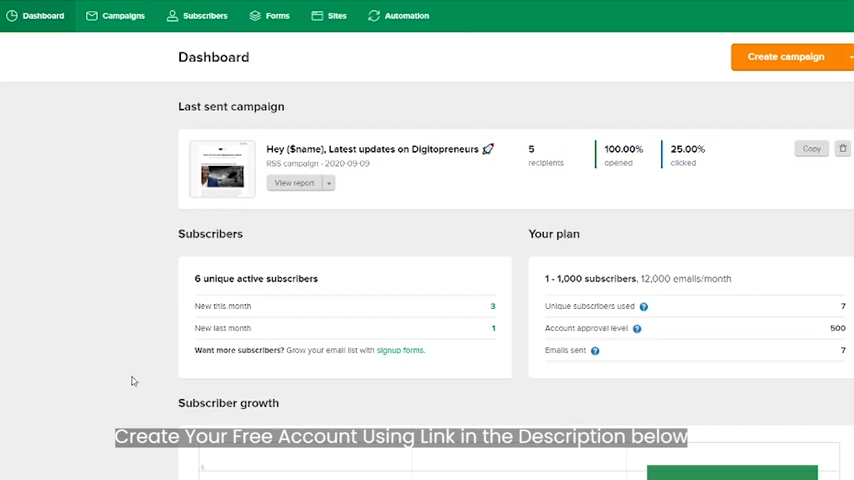 Dashboard Campaigns Subscribers Forms Sites Automation
Dashboard
Create campaign
Last sent campaign
Hey {$name}, Latest updates on Digitopreneurs 🚀
RSS campaign - 2020-09-09
View report
5
recipients
100.00%
opened
25.00%
clicked
Copy
Subscribers
6 unique active subscribers
New this month 3
New last month 1
Want more subscribers? Grow your email list with signup forms.
Your plan
1 - 1,000 subscribers, 12,000 emails/month
Unique subscribers used ? 7
Account approval level ? 500
Emails sent ? 7
Subscriber growth
Create Your Free Account Using Link in the Description below
5